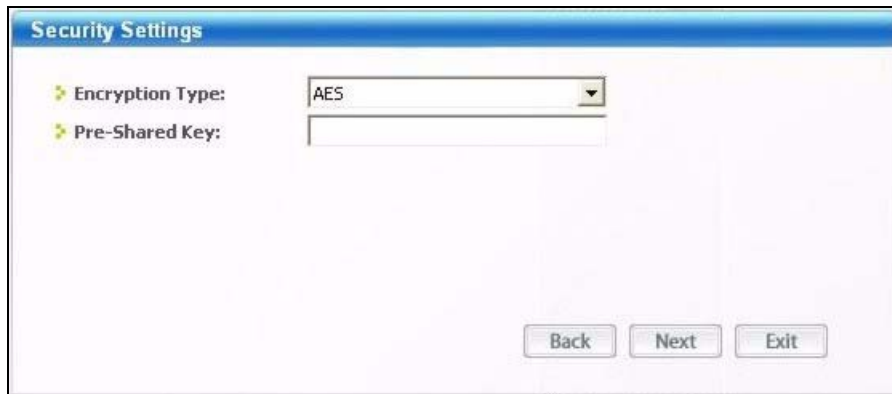 Security Settings
Encryption Type: AES
Pre-Shared Key:
Back Next Exit